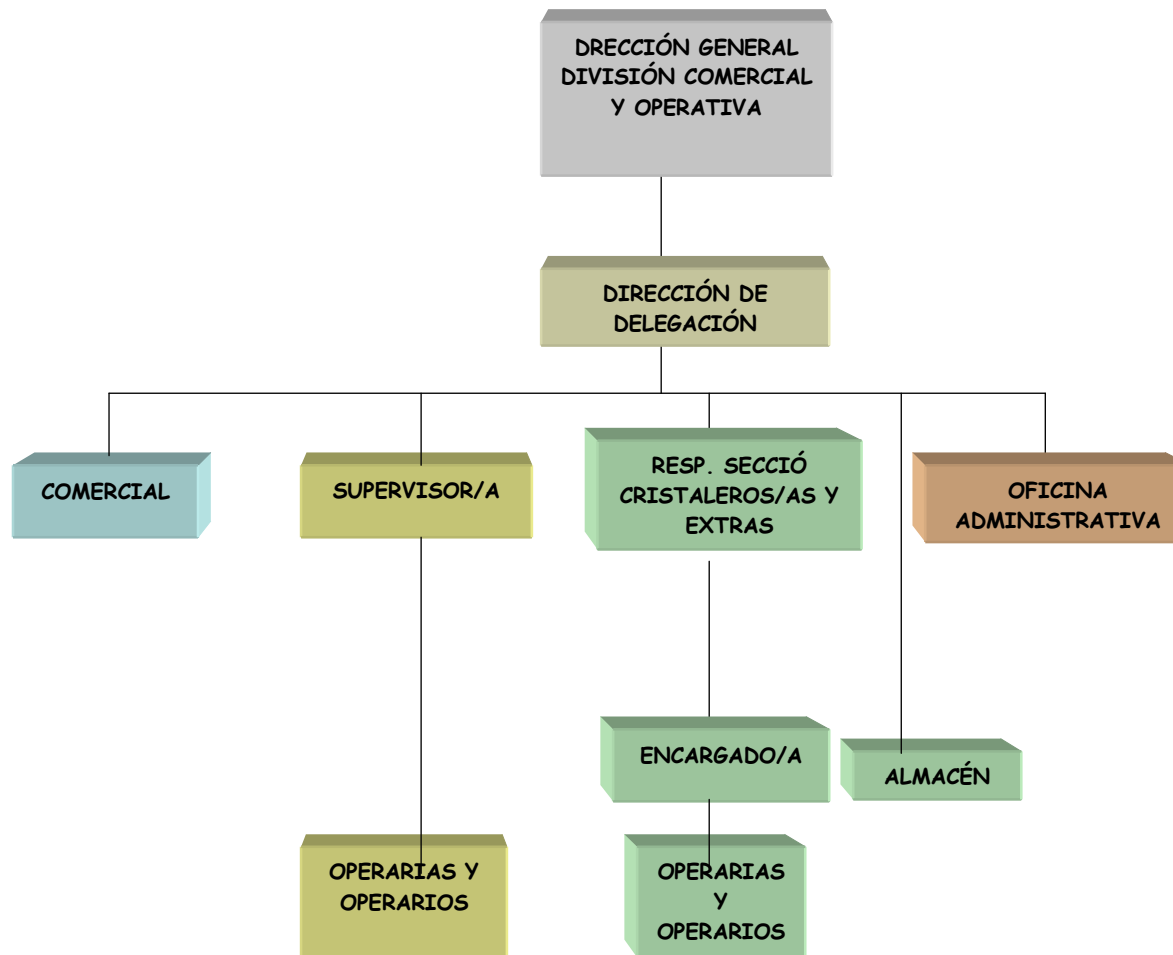 DRECCIÓN GENERAL
DIVISIÓN COMERCIAL
Y OPERATIVA
DIRECCIÓN DE
DELEGACIÓN
COMERCIAL
SUPERVISOR/A
RESP. SECCIÓ
CRISTALEROS/AS Y
EXTRAS
OFICINA
ADMINISTRATIVA
ENCARGADO/A
ALMACÉN
OPERARIAS Y
OPERARIOS
OPERARIAS
Y
OPERARIOS